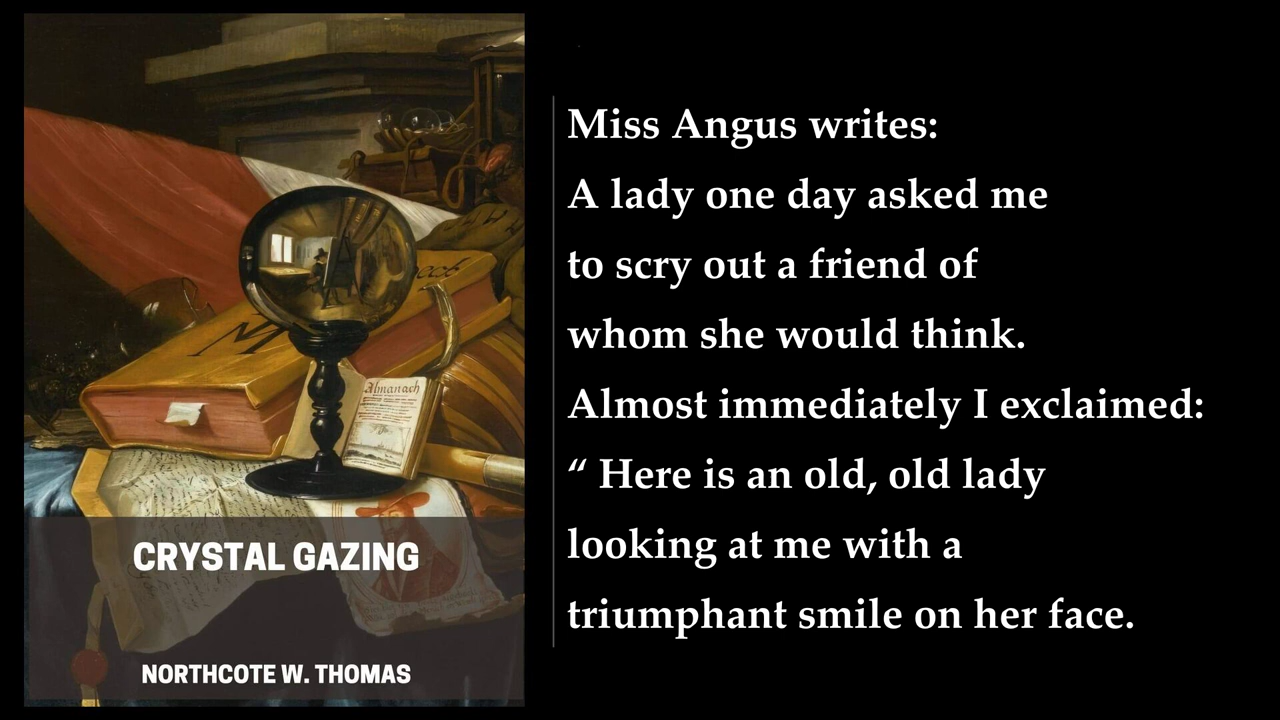 Almanach
M
CRYSTAL GAZING
NORTHCOTE W. THOMAS
Miss Angus writes:
A lady one day asked me
to scry out a friend of
whom she would think.
Almost immediately I exclaimed:
“ Here is an old, old lady
looking at me with a
triumphant smile on her face.